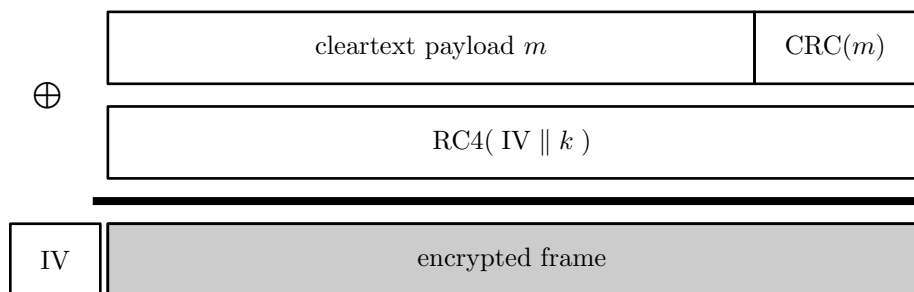 cleartext payload m CRC(m)
⊕
RC4( IV ∥ k )
IV encrypted frame